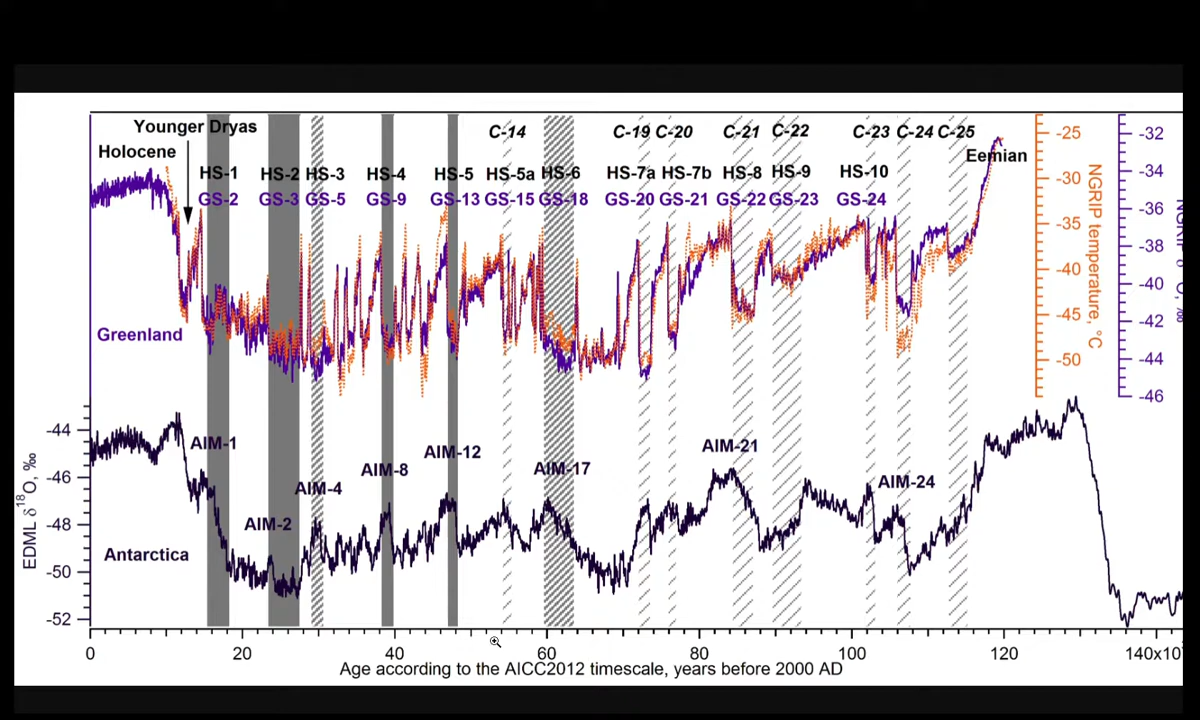 Younger Dryas
Holocene
C-14 C-19 C-20 C-21 C-22 C-23 C-24 C-25
Eemian
HS-1 HS-2 HS-3 HS-4 HS-5 HS-5a HS-6 HS-7a HS-7b HS-8 HS-9 HS-10
GS-2 GS-3 GS-5 GS-9 GS-13 GS-15 GS-18 GS-20 GS-21 GS-22 GS-23 GS-24
Greenland
-25
-30
-35
-40
-45
-50
NGRIP temperature, °C
-32
-34
-36
-38
-40
-42
-44
-46
-44
-46
-48
-50
-52
EDML δ18O, ‰
AIM-1
AIM-2
AIM-4
AIM-8
AIM-12
AIM-17
AIM-21
AIM-24
Antarctica
0 20 40 60 80 100 120 140x10
Age according to the AICC2012 timescale, years before 2000 AD